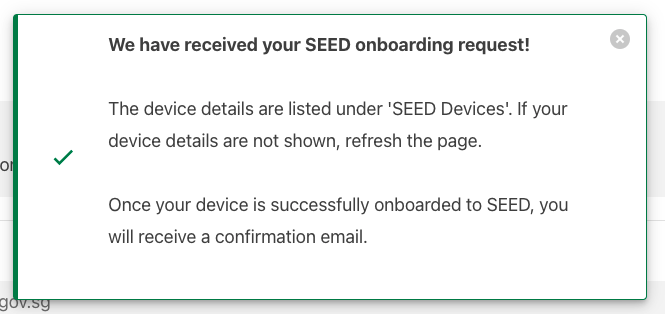 We have received your SEED onboarding request!
The device details are listed under 'SEED Devices'. If your
device details are not shown, refresh the page.
or
Once your device is successfully onboarded to SEED, you
will receive a confirmation email.
gov.sg